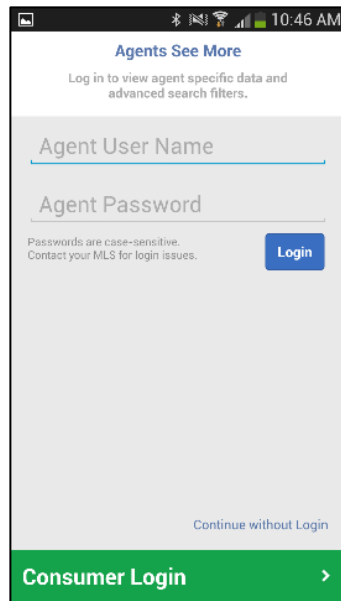 10:46 AM
Agents See More
Log in to view agent specific data and
advanced search filters.
Agent User Name
Agent Password
Passwords are case-sensitive.
Contact your MLS for login issues.
Login
Continue without Login
Consumer Login